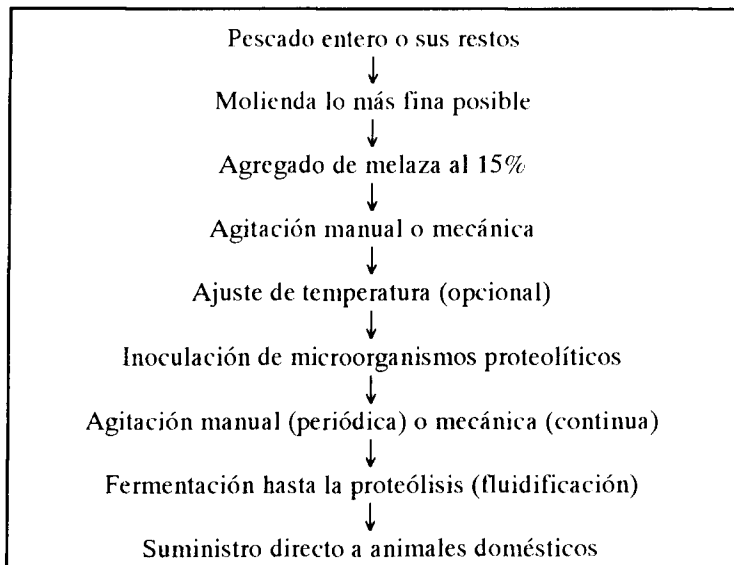 Pescado entero o sus restos
↓
Molienda lo más fina posible
↓
Agregado de melaza al 15%
↓
Agitación manual o mecánica
↓
Ajuste de temperatura (opcional)
↓
Inoculación de microorganismos proteolíticos
↓
Agitación manual (periódica) o mecánica (continua)
↓
Fermentación hasta la proteólisis (fluidificación)
↓
Suministro directo a animales domésticos